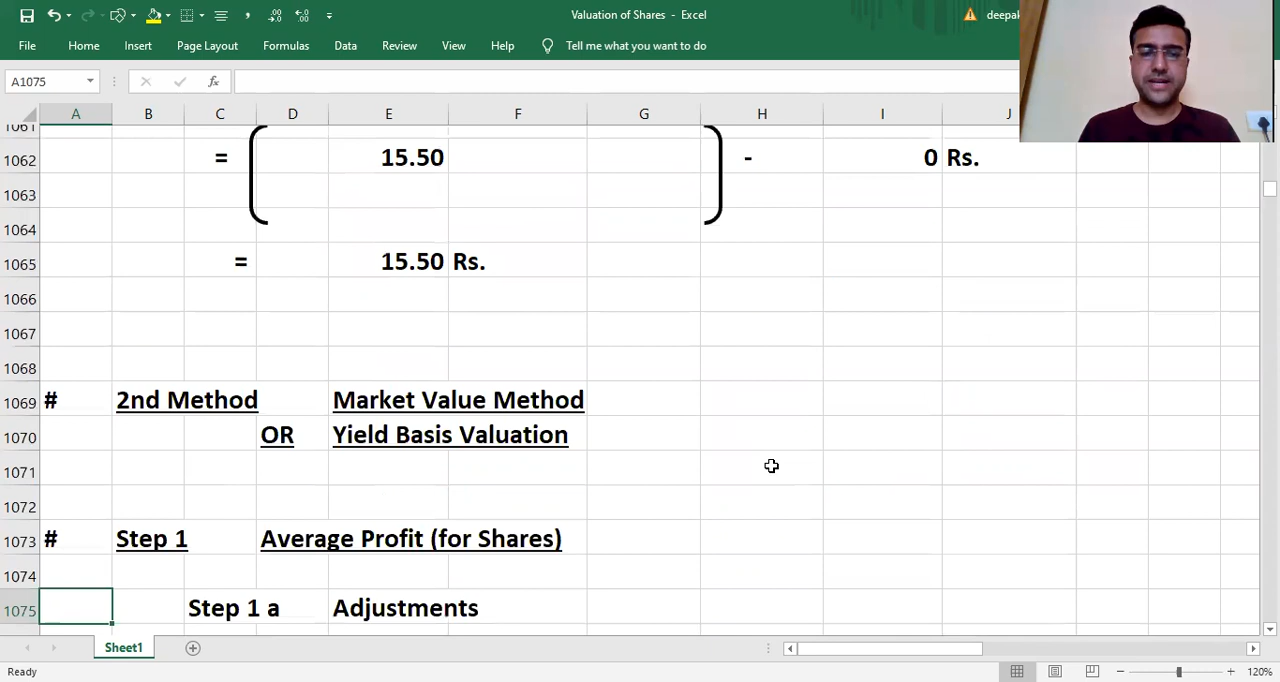 Valuation of Shares - Excel
deepak
File Home Insert Page Layout Formulas Data Review View Help Tell me what you want to do
A1075
fx
A B C D E F G H I J
1061
1062 = 15.50 - 0 Rs.
1063
1064
1065 = 15.50 Rs.
1066
1067
1068
1069 # 2nd Method Market Value Method
1070 OR Yield Basis Valuation
1071
1072
1073 # Step 1 Average Profit (for Shares)
1074
1075 Step 1 a Adjustments
Sheet1
Ready
120%